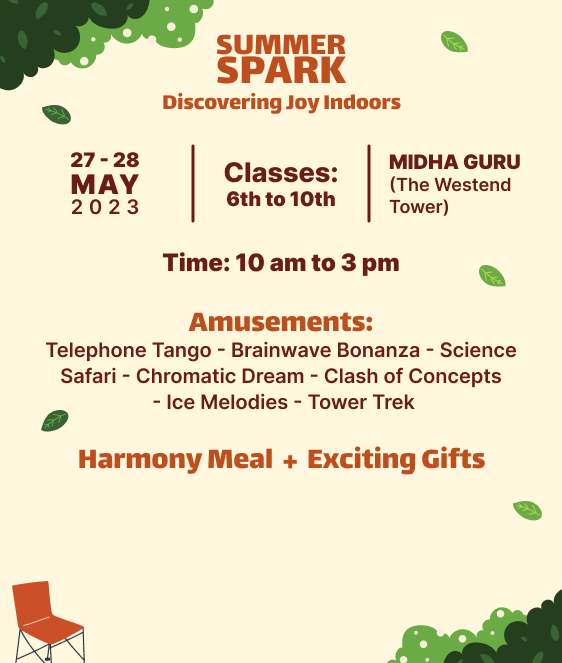 SUMMER
SPARK
Discovering Joy Indoors
27 - 28
MAY
2023
Classes:
6th to 10th
MIDHA GURU
(The Westend
Tower)
Time: 10 am to 3 pm
Amusements:
Telephone Tango - Brainwave Bonanza - Science
Safari - Chromatic Dream - Clash of Concepts
- Ice Melodies - Tower Trek
Harmony Meal + Exciting Gifts